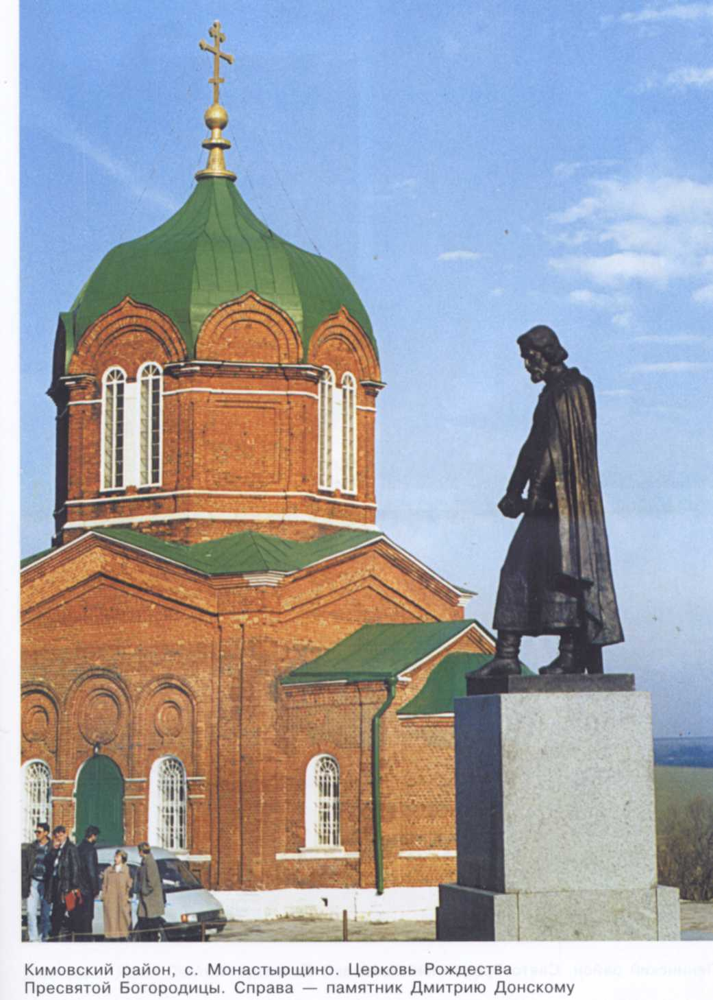 Кимовский район, с. Монастырщино. Церковь Рождества
Пресвятой Богородицы. Справа — памятник Дмитрию Донскому